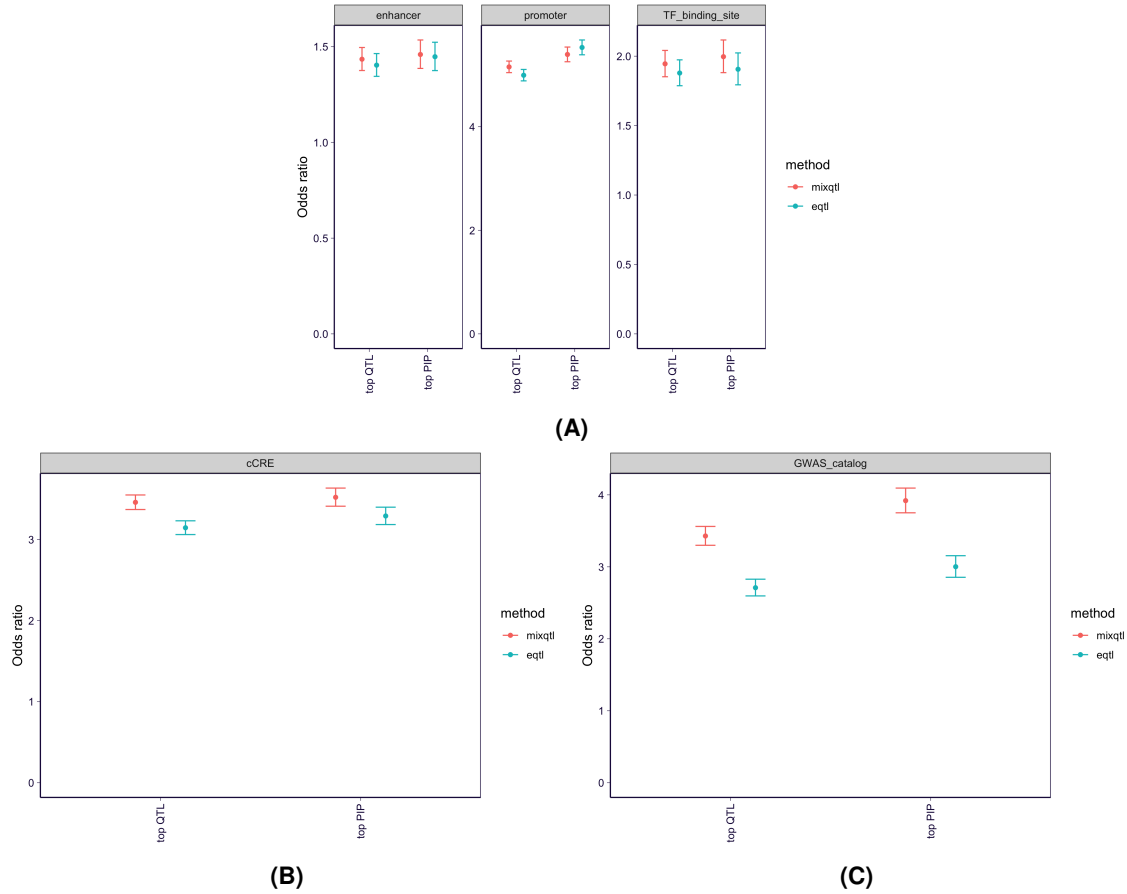 enhancer
promoter
TF_binding_site
Odds ratio
1.5
1.0
0.5
0.0
4
2
0
2.0
1.5
1.0
0.5
0.0
top QTL
top PIP
top QTL
top PIP
top QTL
top PIP
method
mixqtl
eqtl
(A)
cCRE
Odds ratio
3
2
1
0
top QTL
top PIP
method
mixqtl
eqtl
(B)
GWAS_catalog
Odds ratio
4
3
2
1
0
top QTL
top PIP
method
mixqtl
eqtl
(C)